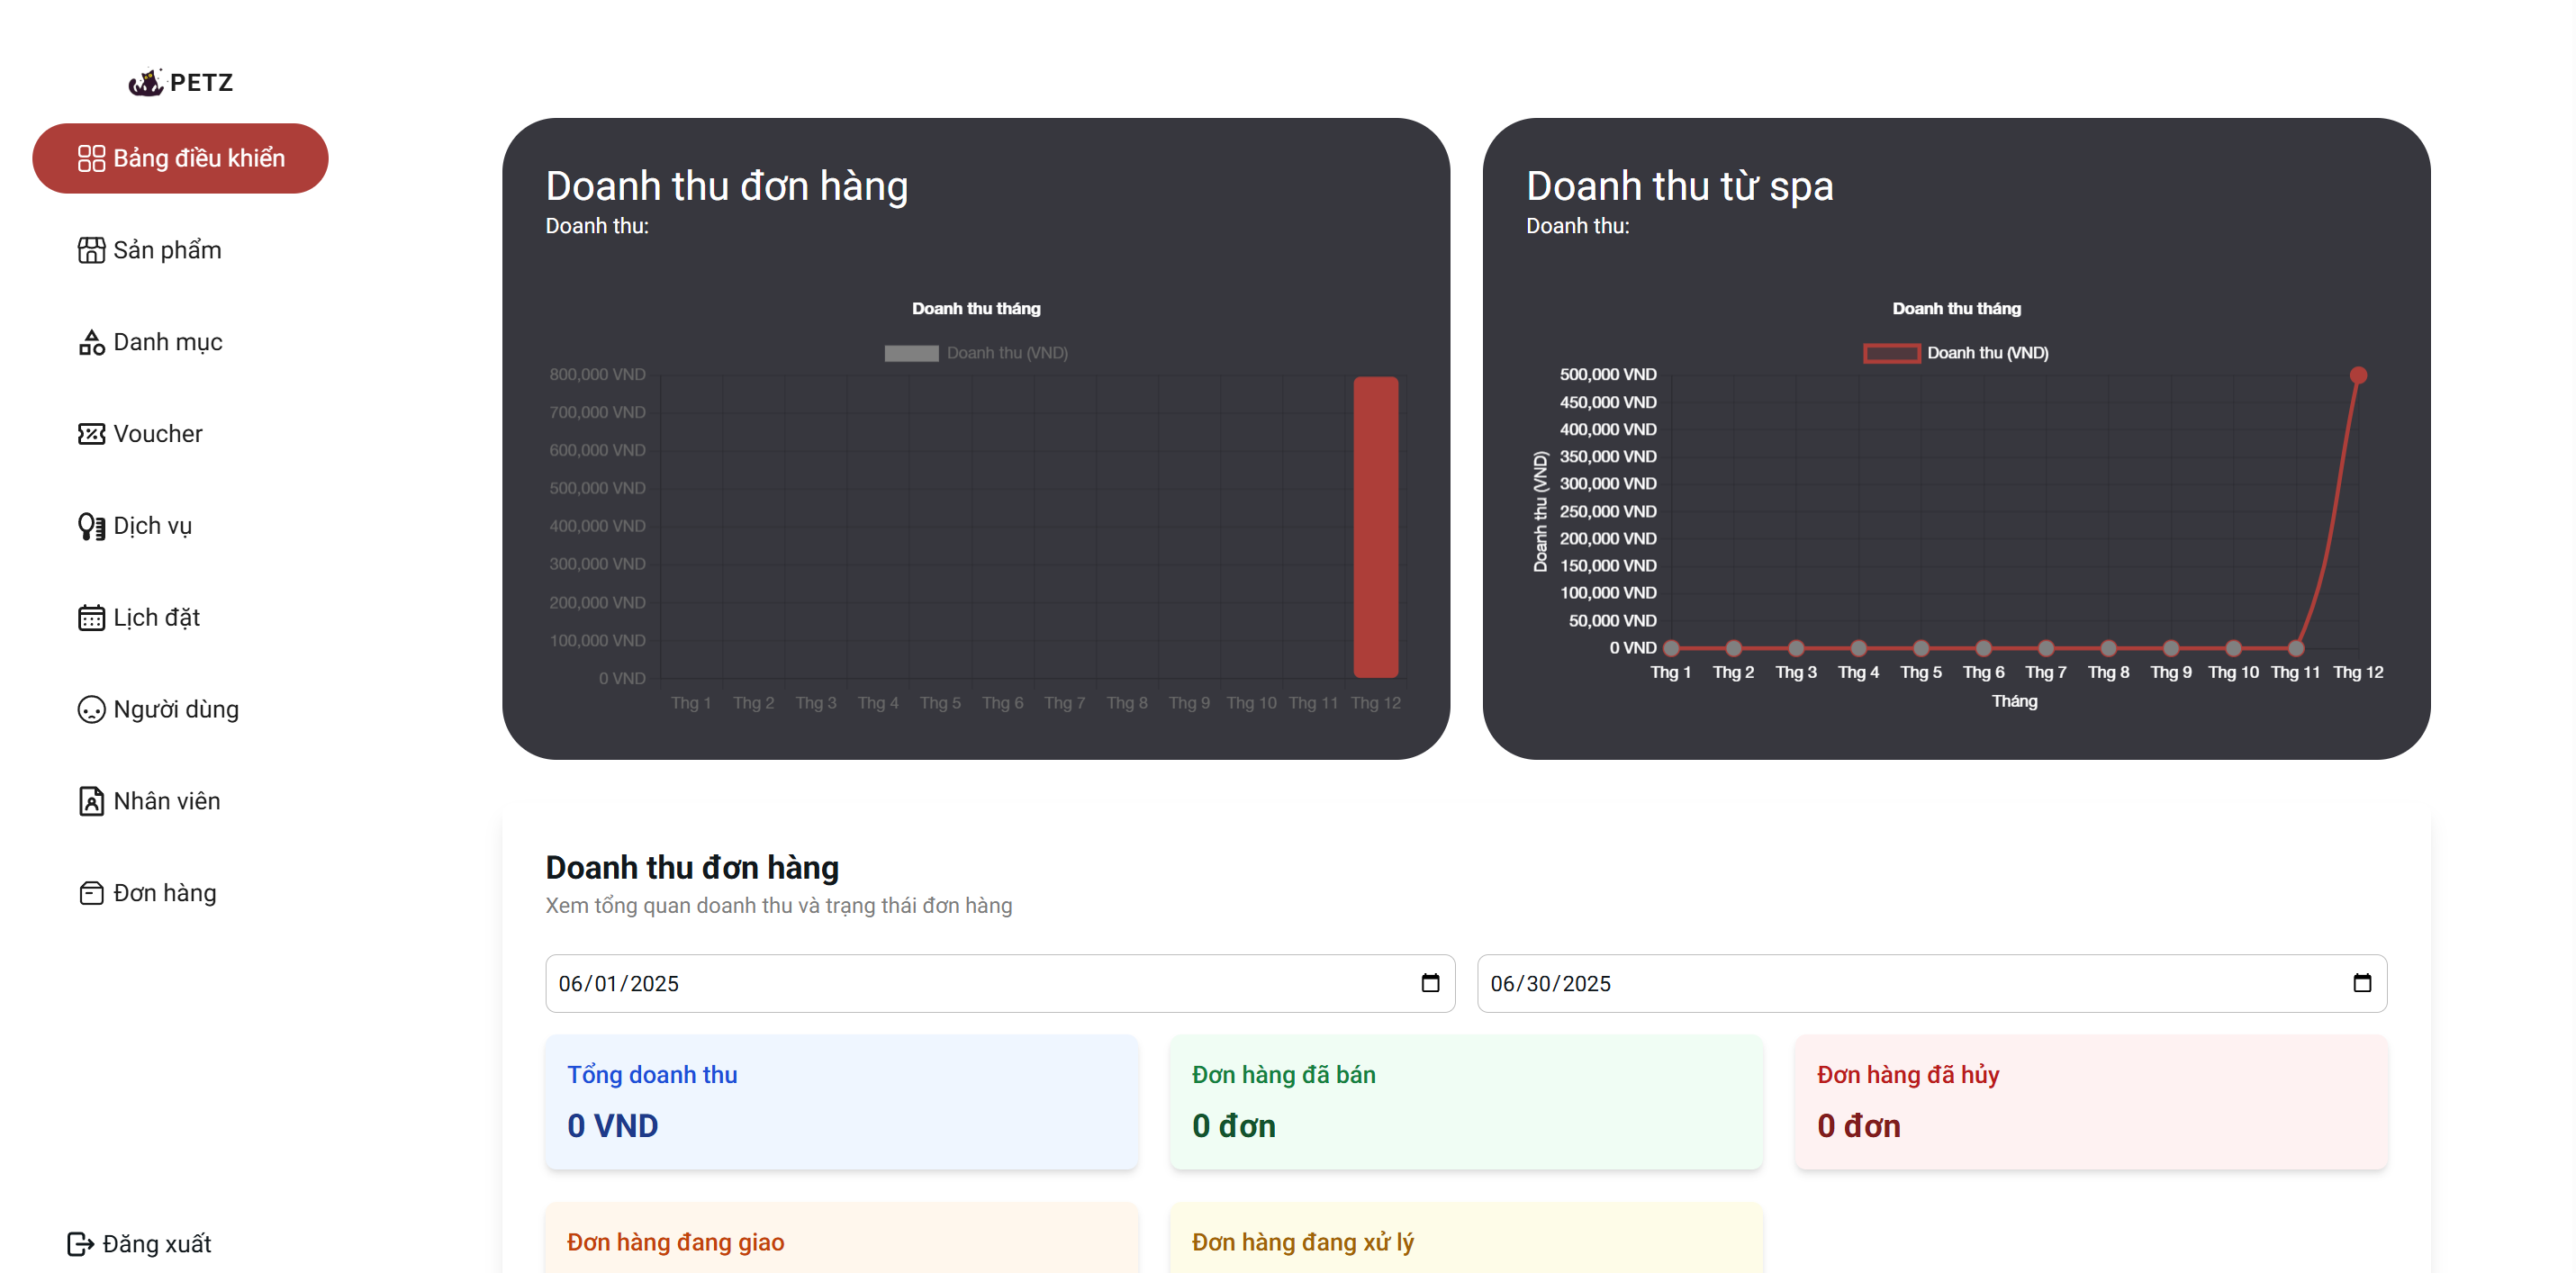 PETZ
Bảng điều khiển
Sản phẩm
Danh mục
Voucher
Dịch vụ
Lịch đặt
Người dùng
Nhân viên
Đơn hàng
Đăng xuất
Doanh thu đơn hàng
Doanh thu:
Doanh thu tháng
Doanh thu (VND)
800,000 VND
700,000 VND
600,000 VND
500,000 VND
400,000 VND
300,000 VND
200,000 VND
100,000 VND
0 VND
Thg 1 Thg 2 Thg 3 Thg 4 Thg 5 Thg 6 Thg 7 Thg 8 Thg 9 Thg 10 Thg 11 Thg 12
Doanh thu từ spa
Doanh thu:
Doanh thu tháng
Doanh thu (VND)
Doanh thu (VND)
500,000 VND
450,000 VND
400,000 VND
350,000 VND
300,000 VND
250,000 VND
200,000 VND
150,000 VND
100,000 VND
50,000 VND
0 VND
Thg 1 Thg 2 Thg 3 Thg 4 Thg 5 Thg 6 Thg 7 Thg 8 Thg 9 Thg 10 Thg 11 Thg 12
Tháng
Doanh thu đơn hàng
Xem tổng quan doanh thu và trạng thái đơn hàng
06/01/2025
06/30/2025
Tổng doanh thu
0 VND
Đơn hàng đã bán
0 đơn
Đơn hàng đã hủy
0 đơn
Đơn hàng đang giao
Đơn hàng đang xử lý